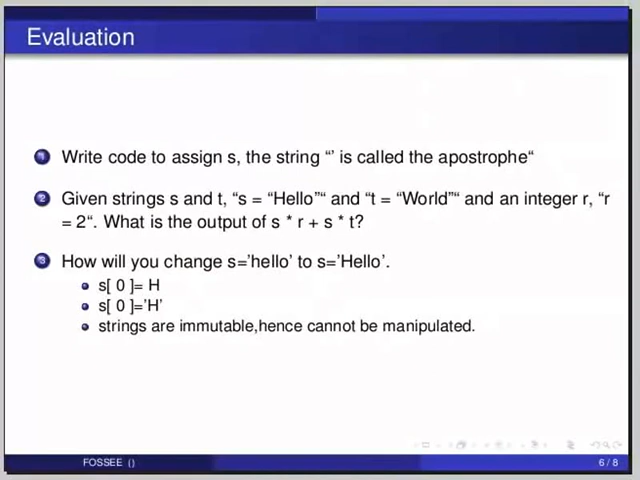 Evaluation
1 Write code to assign s, the string “’ is called the apostrophe“
2 Given strings s and t, “s = “Hello”“ and “t = “World”“ and an integer r, “r
= 2“. What is the output of s * r + s * t?
3 How will you change s=’hello’ to s=’Hello’.
s[ 0 ]= H
s[ 0 ]=’H’
strings are immutable,hence cannot be manipulated.
FOSSEE ()
6 / 8